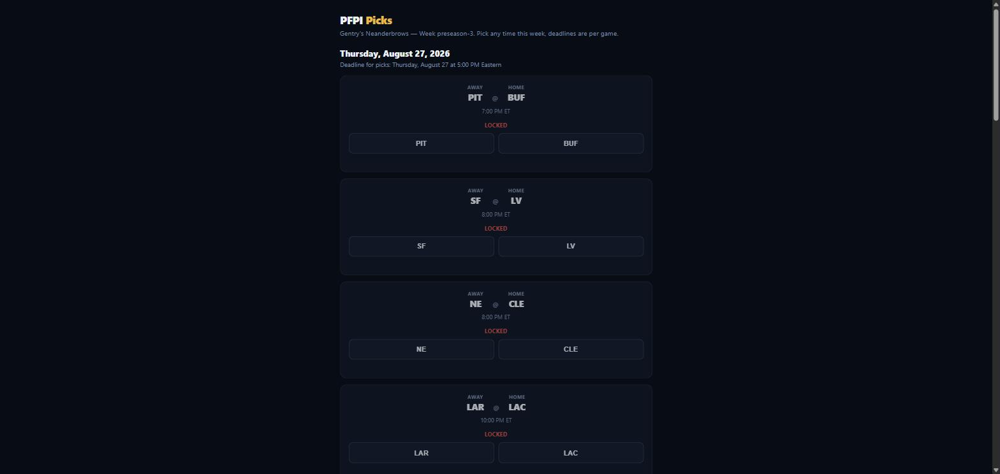 PFPI Picks
Gentry's Neanderbrows — Week preseason-3. Pick any time this week, deadlines are per game.
Thursday, August 27, 2026
Deadline for picks: Thursday, August 27 at 5:00 PM Eastern
AWAY HOME
PIT @ BUF
7:00 PM ET
LOCKED
PIT BUF
AWAY HOME
SF @ LV
8:00 PM ET
LOCKED
SF LV
AWAY HOME
NE @ CLE
8:00 PM ET
LOCKED
NE CLE
AWAY HOME
LAR @ LAC
10:00 PM ET
LOCKED
LAR LAC